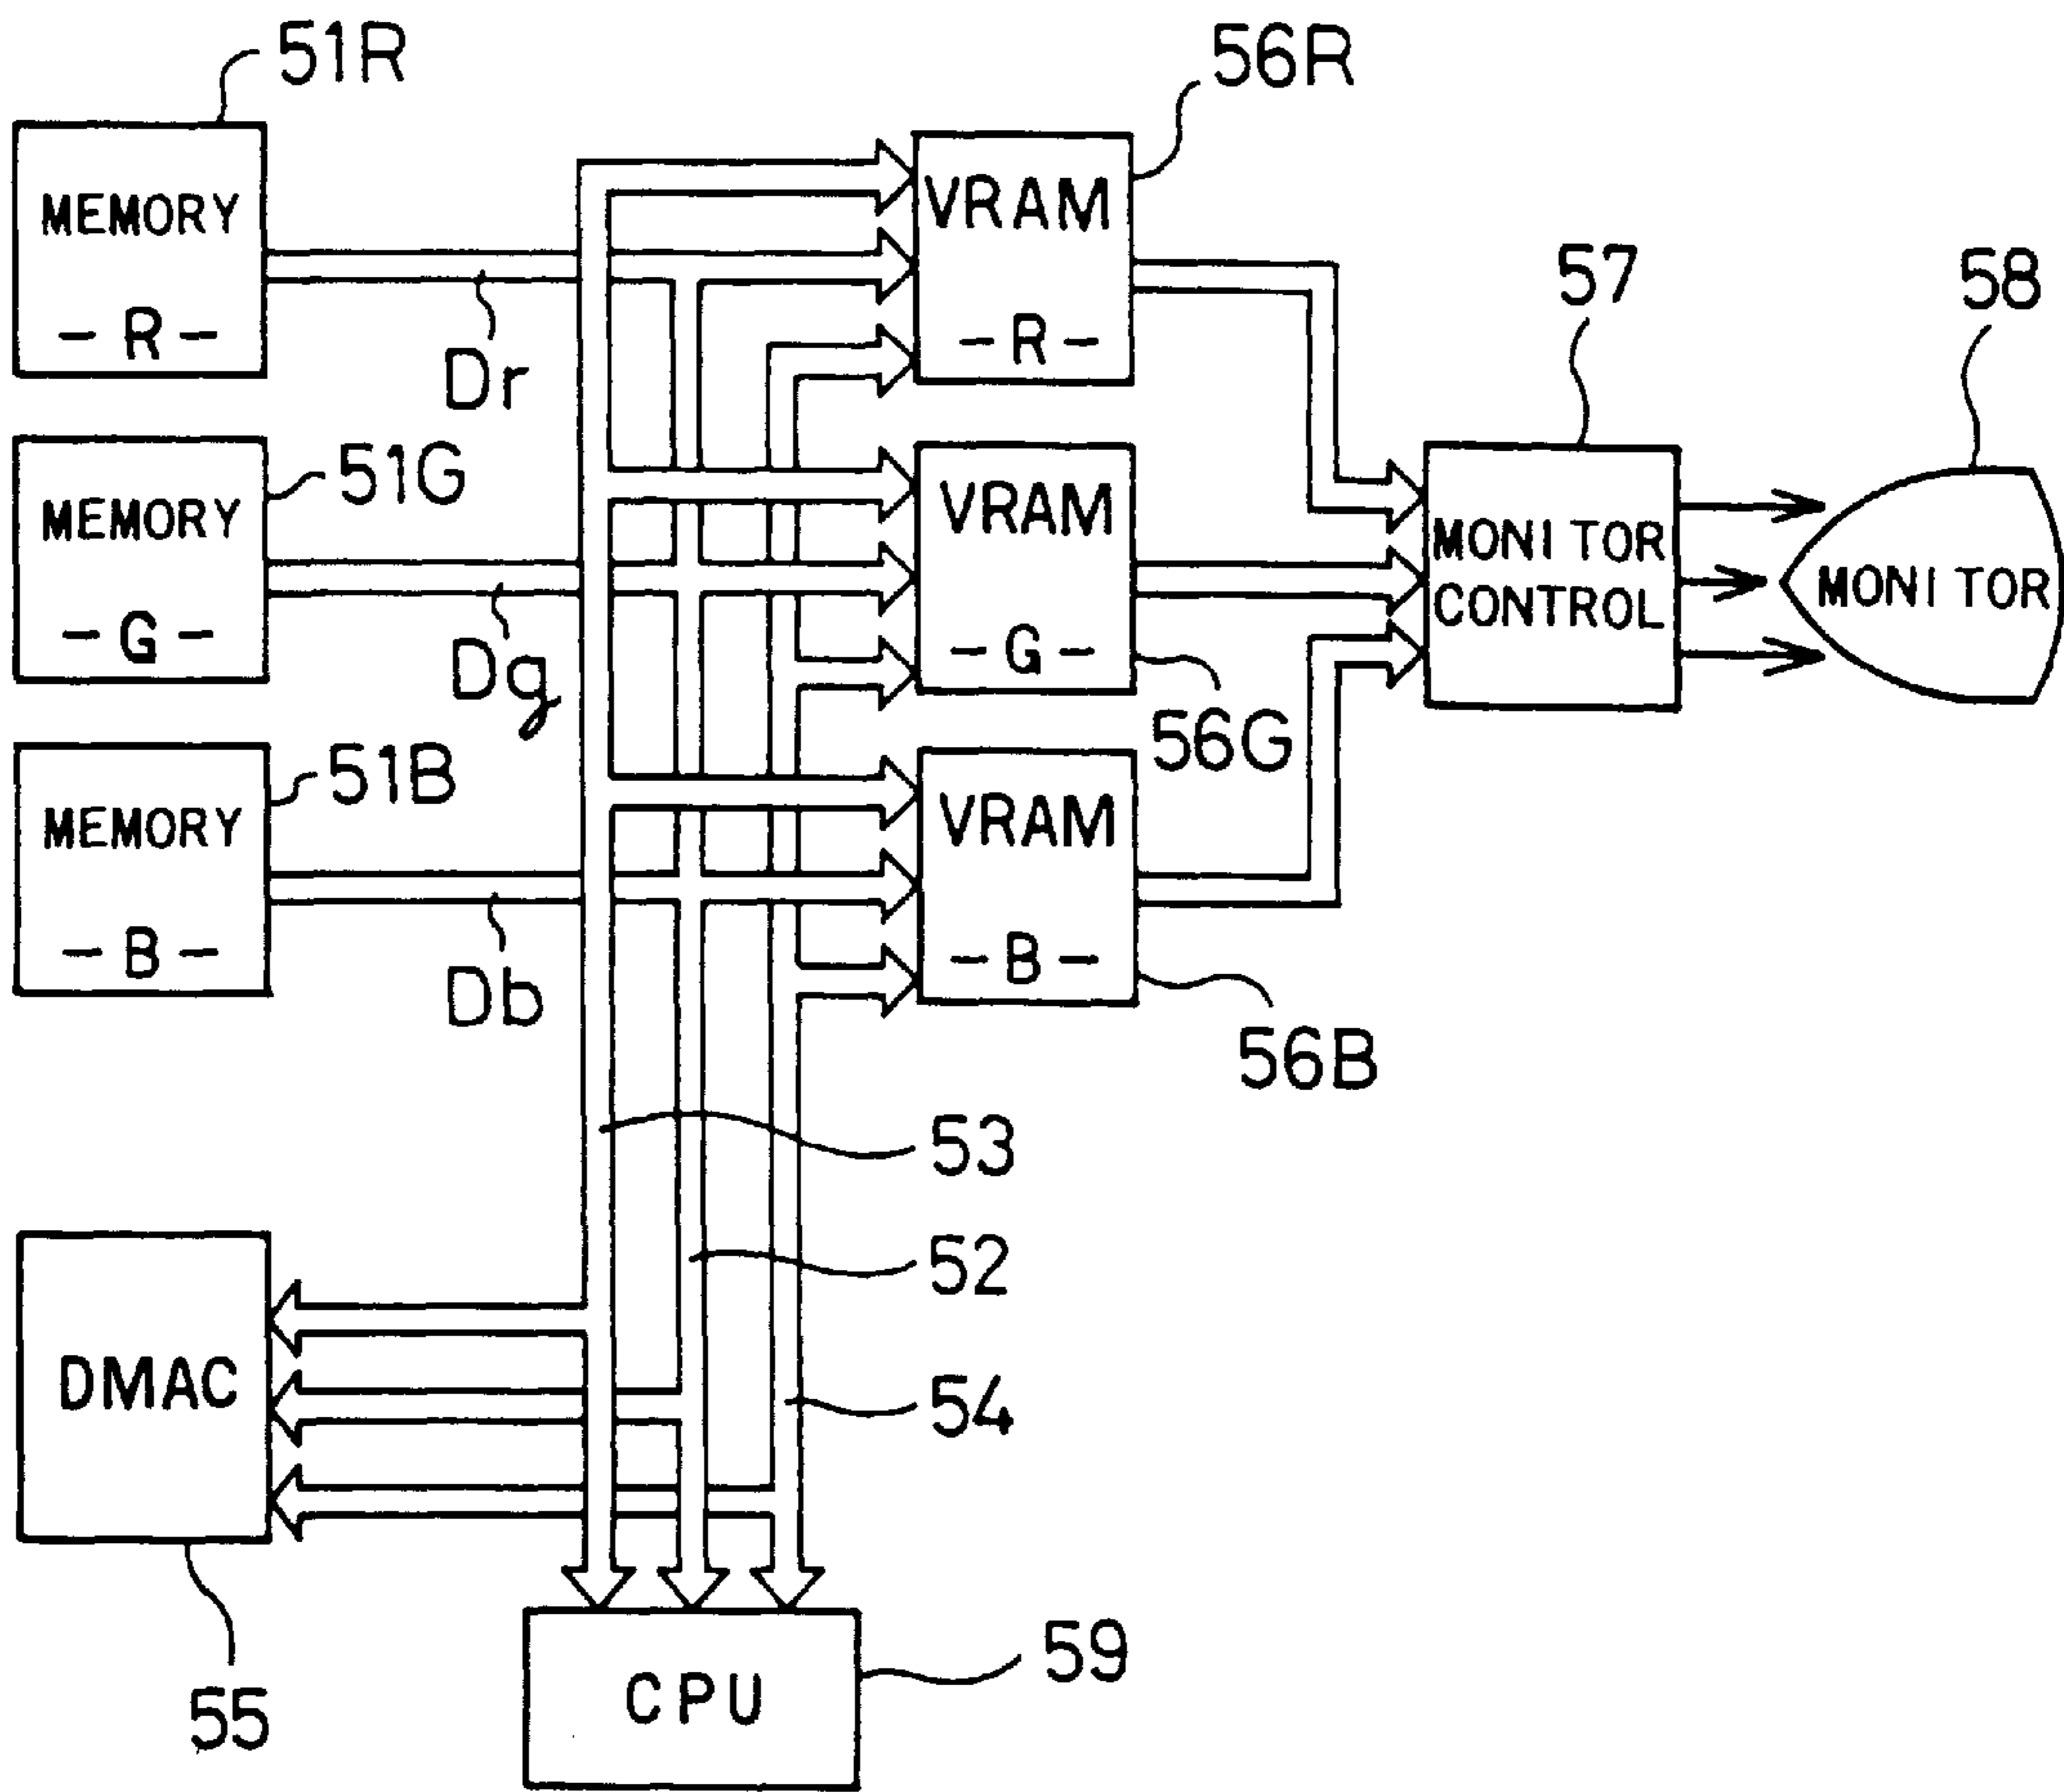 51R
56R
MEMORY
- R -
VRAM
- R -
57
58
Dr
51G
MEMORY
- G -
VRAM
- G -
MONITOR
CONTROL
MONITOR
Dg
56G
51B
MEMORY
- B -
VRAM
- B -
Db
56B
53
52
DMAC
54
55
CPU
59